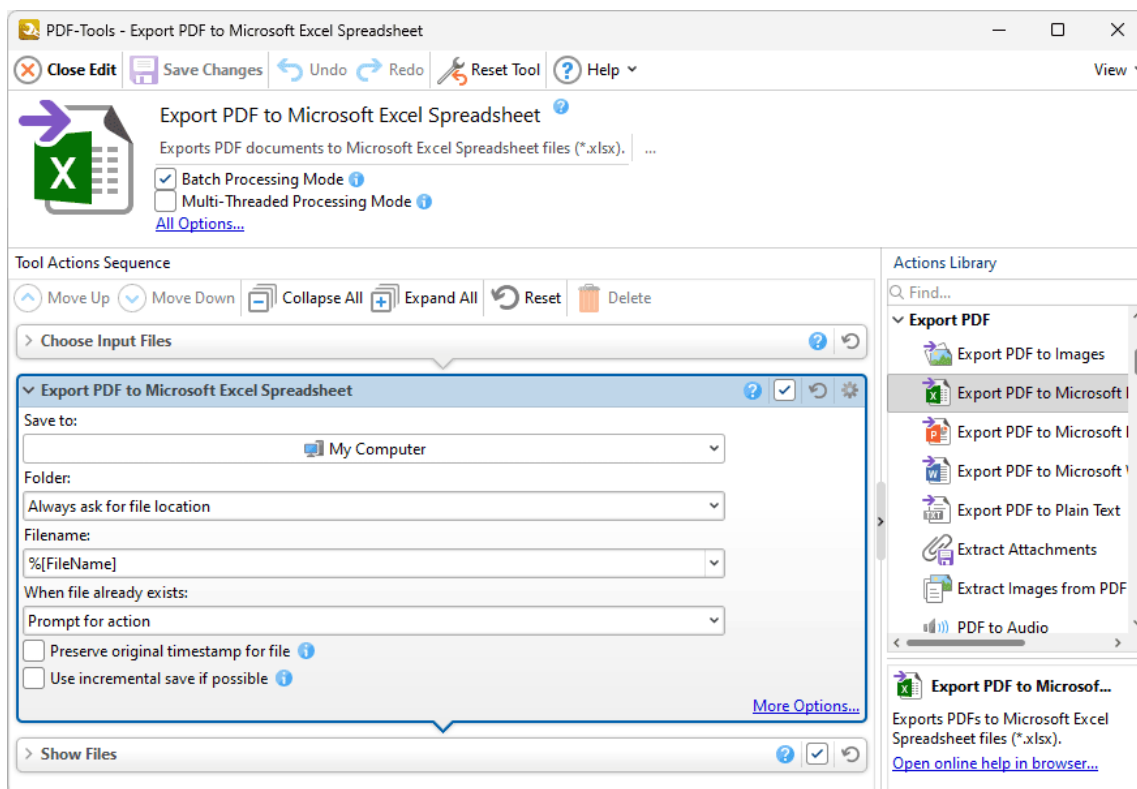 PDF-Tools - Export PDF to Microsoft Excel Spreadsheet
Close Edit Save Changes Undo Redo Reset Tool ? Help View
Export PDF to Microsoft Excel Spreadsheet ?
Exports PDF documents to Microsoft Excel Spreadsheet files (*.xlsx). ...
Batch Processing Mode i
Multi-Threaded Processing Mode i
All Options...
Tool Actions Sequence
Move Up Move Down Collapse All Expand All Reset Delete
Choose Input Files ?
Export PDF to Microsoft Excel Spreadsheet ?
Save to:
My Computer
Folder:
Always ask for file location
Filename:
%[FileName]
When file already exists:
Prompt for action
Preserve original timestamp for file i
Use incremental save if possible i
More Options...
Show Files ?
Actions Library
Find...
Export PDF
Export PDF to Images
Export PDF to Microsoft
Export PDF to Microsoft
Export PDF to Microsoft
Export PDF to Plain Text
Extract Attachments
Extract Images from PDF
PDF to Audio
Export PDF to Microsof...
Exports PDFs to Microsoft Excel
Spreadsheet files (*.xlsx).
Open online help in browser...